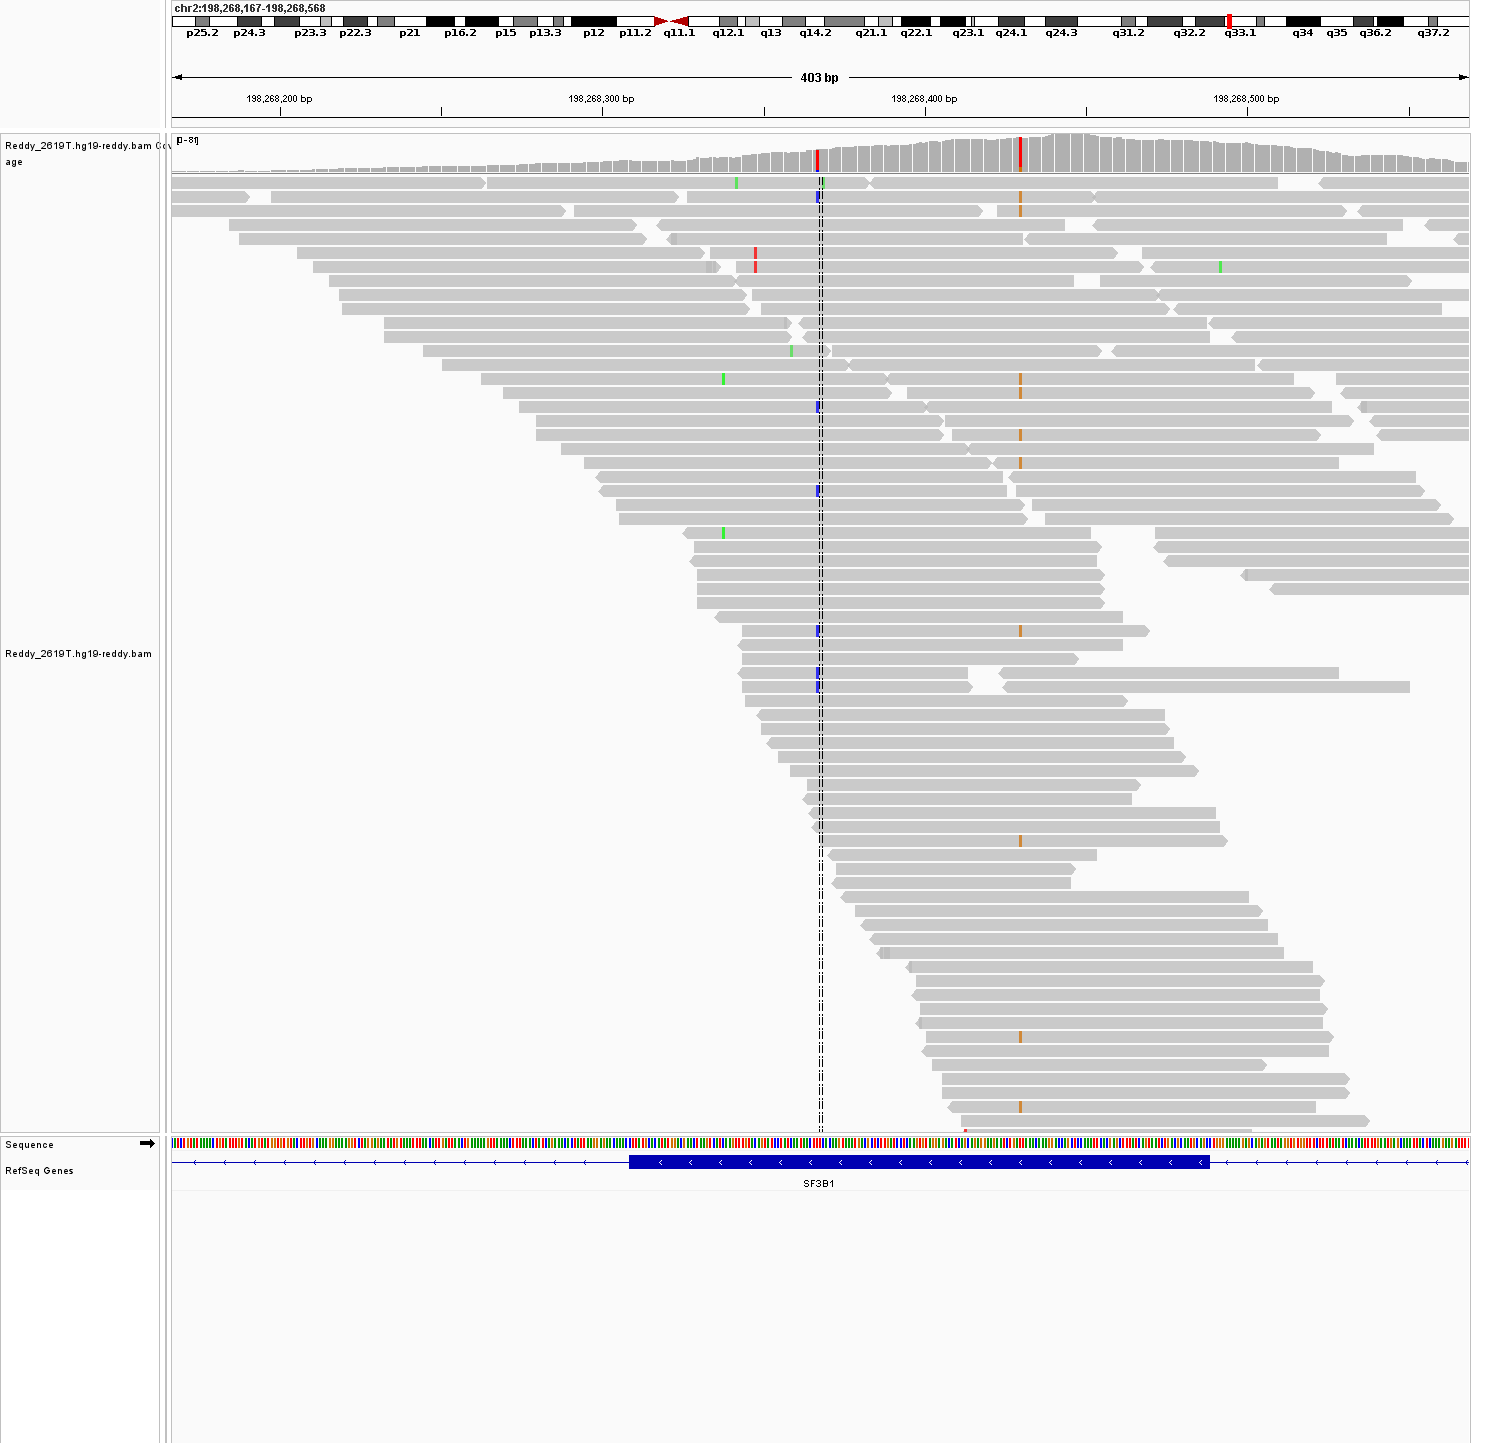 chr2:198,268,167-198,268,568
p25.2 p24.3 p23.3 p22.3 p21 p16.2 p15 p13.3 p12 p11.2 q11.1 q12.1 q13 q14.2 q21.1 q22.1 q23.1 q24.1 q24.3 q31.2 q32.2 q33.1 q34 q35 q36.2 q37.2
403 bp
198,268,200 bp 198,268,300 bp 198,268,400 bp 198,268,500 bp
Reddy_2619T.hg19-reddy.bam Cov
age
[0-81]
Reddy_2619T.hg19-reddy.bam
Sequence
RefSeq Genes
SF3B1